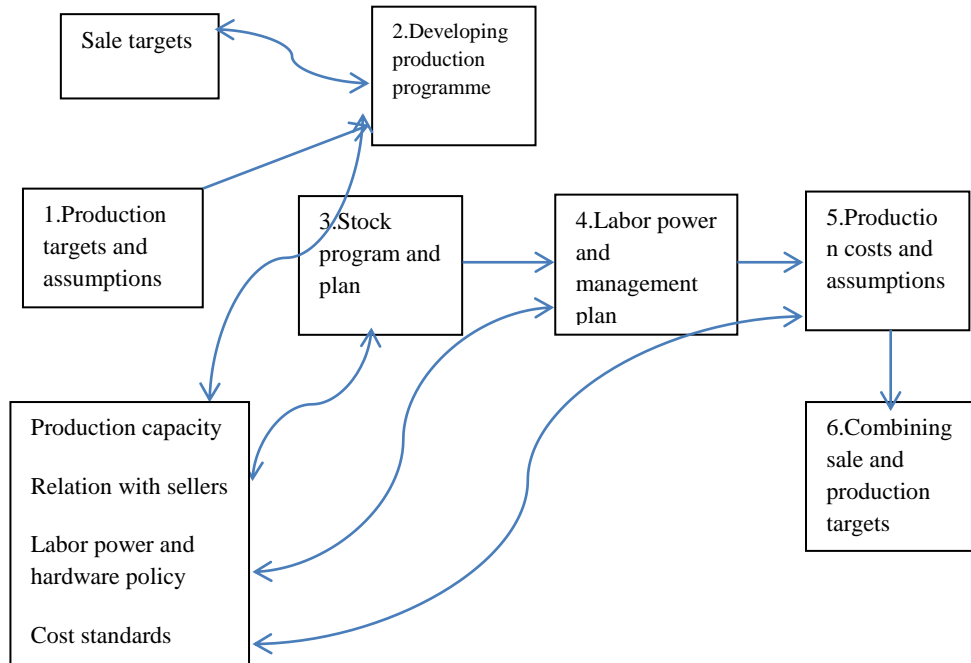 Sale targets
2.Developing
production
programme
1.Production
targets and
assumptions
3.Stock
program and
plan
4.Labor power
and
management
plan
5.Productio
n costs and
assumptions
Production capacity
Relation with sellers
Labor power and
hardware policy
Cost standards
6.Combining
sale and
production
targets